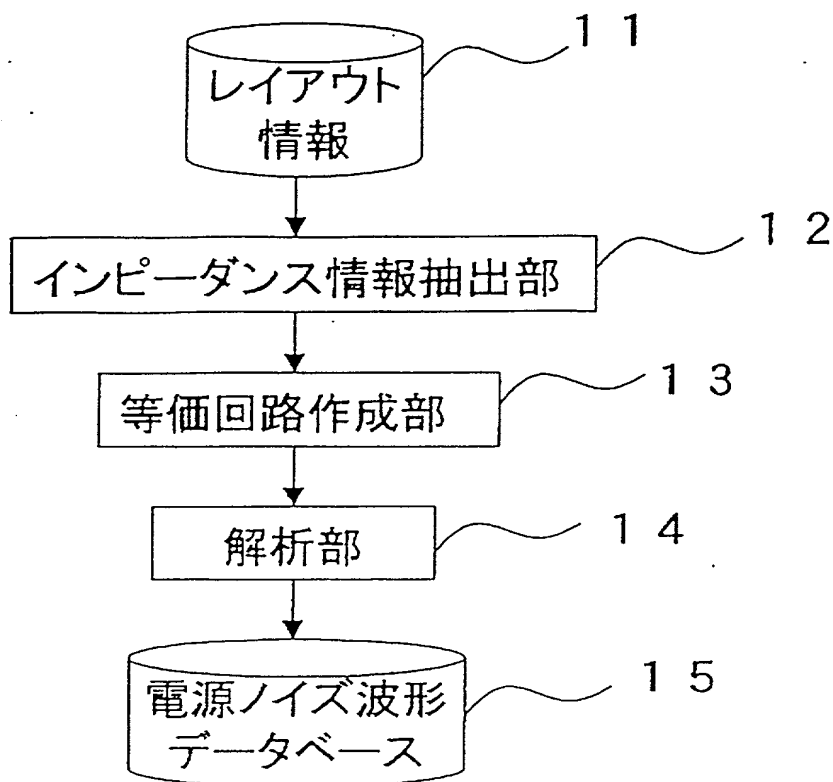 レイアウト
情報
１１
インピーダンス情報抽出部
１２
等価回路作成部
１３
解析部
１４
電源ノイズ波形
データベース
１５